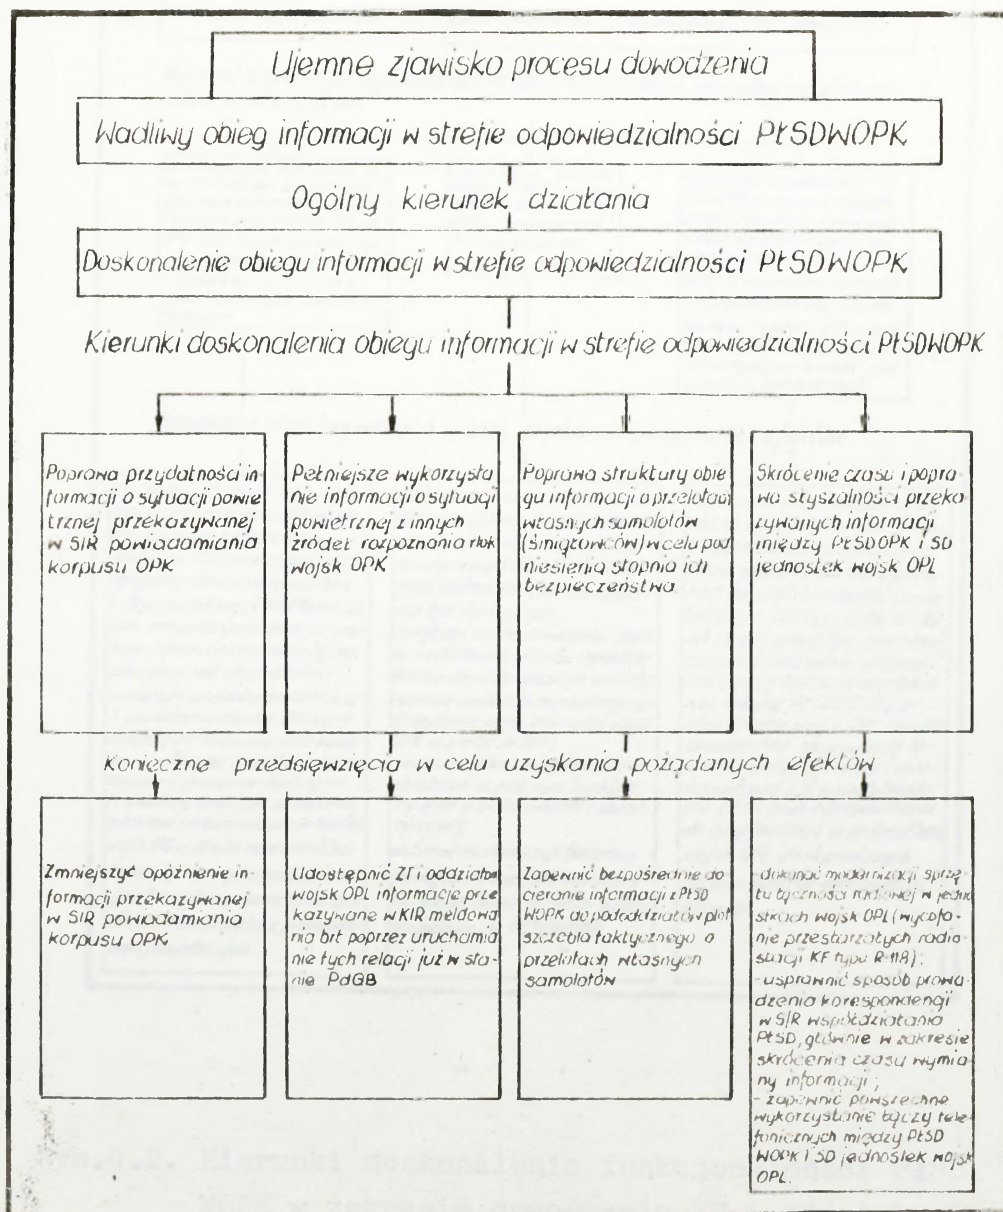 Ujemne zjawisko procesu dowodzenia
Wadliwy obieg informacji w strefie odpowiedzialności PłSDWOPK
Ogólny kierunek działania
Doskonalenie obiegu informacji w strefie odpowiedzialności PłSDWOPK
Kierunki doskonalenia obiegu informacji w strefie odpowiedzialności PłSDWOPK
Poprawa przydatności in-
formacji o sytuacji powie
trznej przekazywanej
w SIR powiadamiania
korpusu OPK
Pełniejsze wykorzysta
nie informacji o sytuacji
powietrznej z innych
źródeł rozpoznania
wojsk OPK
Poprawa struktury obie
gu informacji o przelotach
własnych samolotów
(śmigłowców) w celu pod
niesienia stopnia ich
bezpieczeństwa.
Skrócenie czasu i popra
wa słyszalności przeka
zywanych informacji
między PłSDOPK i SD
jednostek wojsk OPL
Konieczne przedsięwzięcia w celu uzyskania pożądanych efektów
Zmniejszyć opóźnienie in-
formacji przekazywanej
w SIR powiadamiania
korpusu OPK.
Udostępnić ZT i oddziałom
wojsk OPL informacje prze
kazywane w KIR meldowa
nia brt poprzez uruchamia
nie tych relacji już w sta-
nie PdGB
Zapewnić bezpośrednie do
cieranie informacji z PłSD
WOPK do pododdziałów plot
szczebla taktycznego o
przelotach własnych
samolotów
- dokonać modernizacji sprzę
tu łączności radiowej w jedno
stkach wojsk OPL (wycofa
nie przestarzałych radio
stacji KF typu R-118);
- usprawnić sposób prowa
dzenia korespondencji
w S/R współdziałania
PłSD, głównie w zakresie
skrócenia czasu wymia
ny informacji;
- zapewnić powszechne
wykorzystanie łączy tele
fonicznych między PłSD
WOPK i SD jednostek wojsk
OPL.